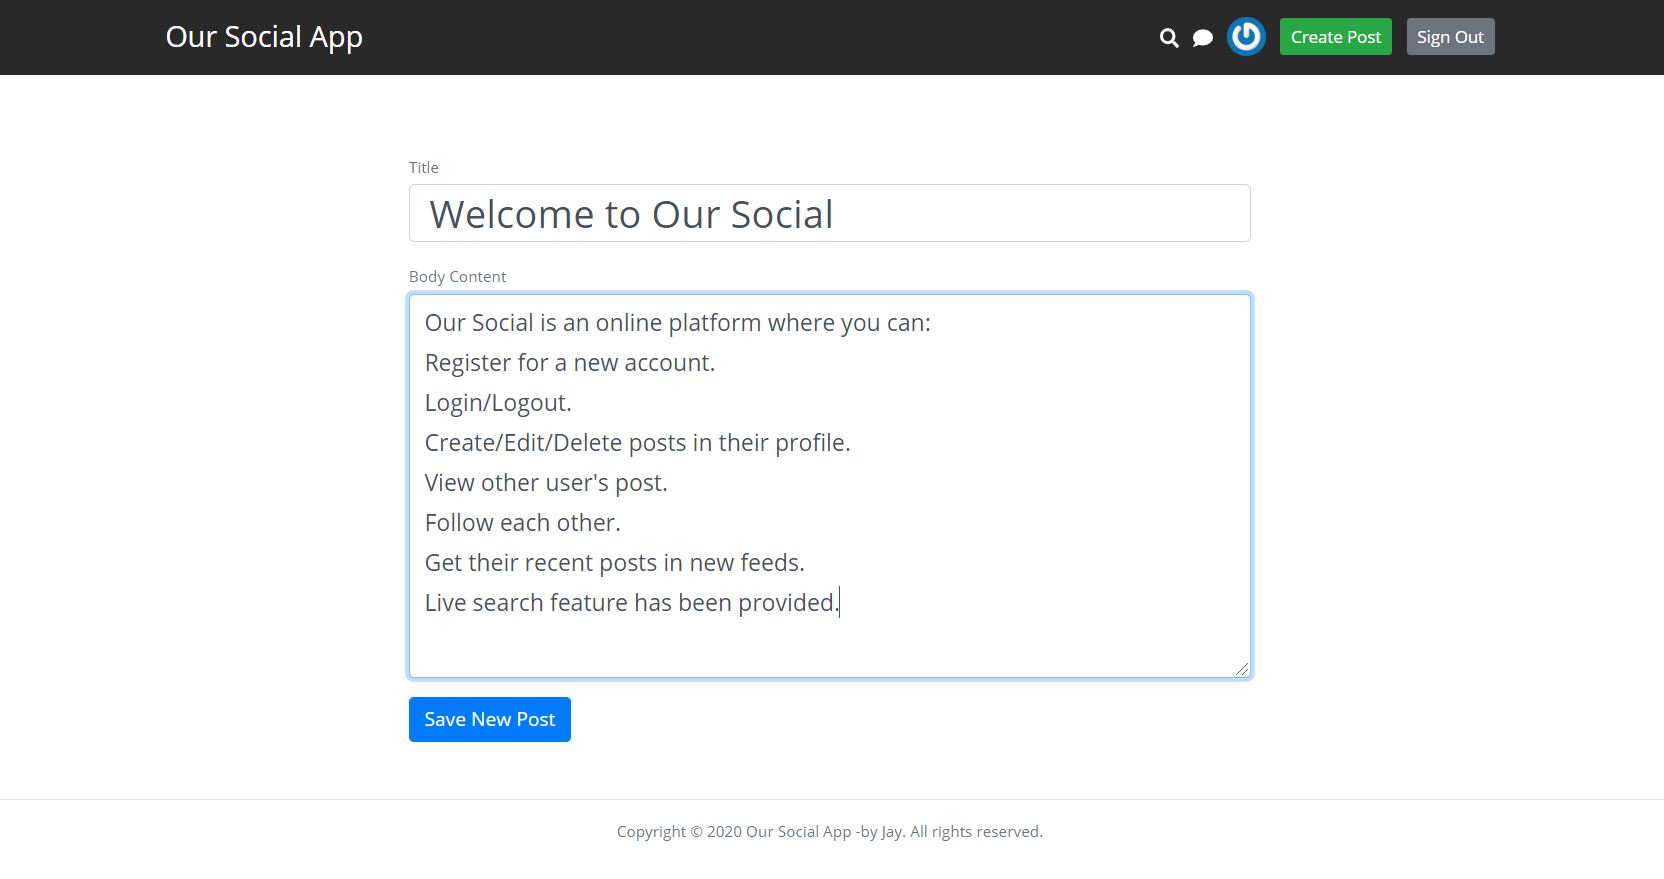 Our Social App
Create Post
Sign Out
Title
Welcome to Our Social
Body Content
Our Social is an online platform where you can:
Register for a new account.
Login/Logout.
Create/Edit/Delete posts in their profile.
View other user's post.
Follow each other.
Get their recent posts in new feeds.
Live search feature has been provided.
Save New Post
Copyright © 2020 Our Social App -by Jay. All rights reserved.